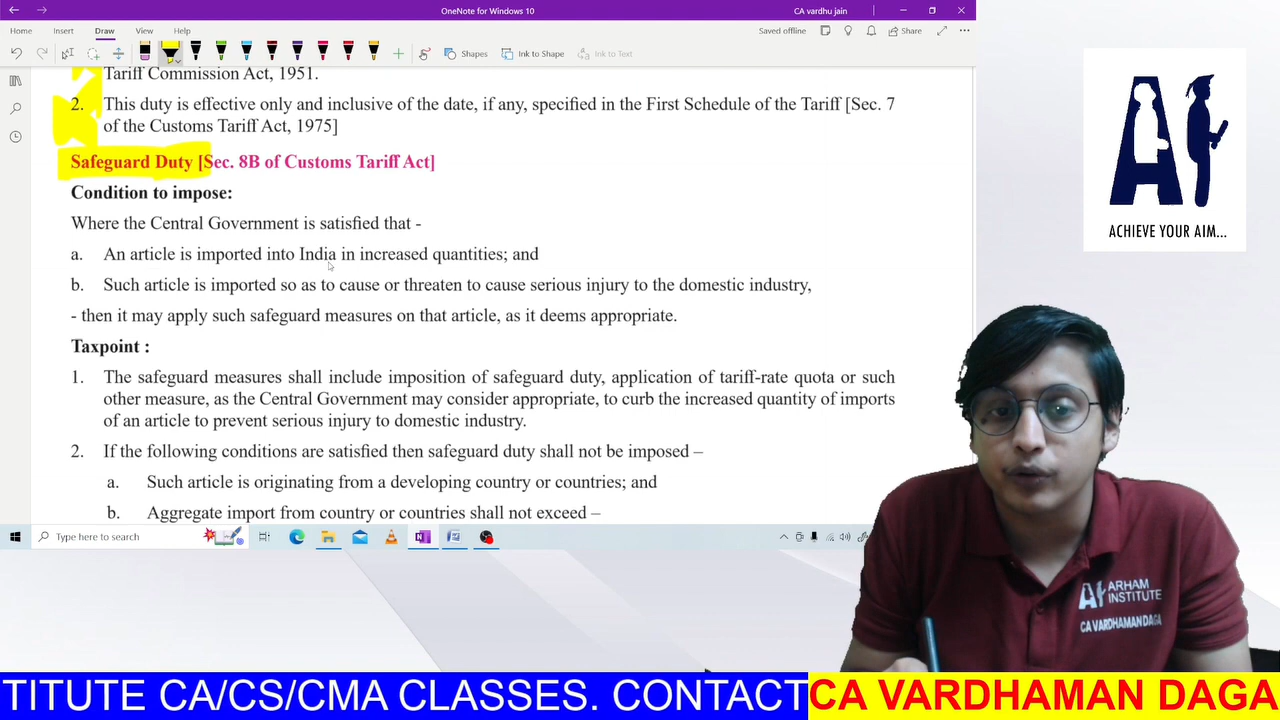 OneNote for Windows 10
CA vardhu jain
Home Insert Draw View Help
Saved offline
Share
Shapes
Ink to Shape
Ink to Text
Tariff Commission Act, 1951.
2. This duty is effective only and inclusive of the date, if any, specified in the First Schedule of the Tariff [Sec. 7
of the Customs Tariff Act, 1975]
Safeguard Duty [Sec. 8B of Customs Tariff Act]
Condition to impose:
Where the Central Government is satisfied that -
a. An article is imported into India in increased quantities; and
b. Such article is imported so as to cause or threaten to cause serious injury to the domestic industry,
- then it may apply such safeguard measures on that article, as it deems appropriate.
Taxpoint :
1. The safeguard measures shall include imposition of safeguard duty, application of tariff-rate quota or such
other measure, as the Central Government may consider appropriate, to curb the increased quantity of imports
of an article to prevent serious injury to domestic industry.
2. If the following conditions are satisfied then safeguard duty shall not be imposed –
a. Such article is originating from a developing country or countries; and
b. Aggregate import from country or countries shall not exceed –
Type here to search
ACHIEVE YOUR AIM...
ARHAM
INSTITUTE
CA VARDHAMAN DAGA
TITUTE CA/CS/CMA CLASSES. CONTACT CA VARDHAMAN DAGA